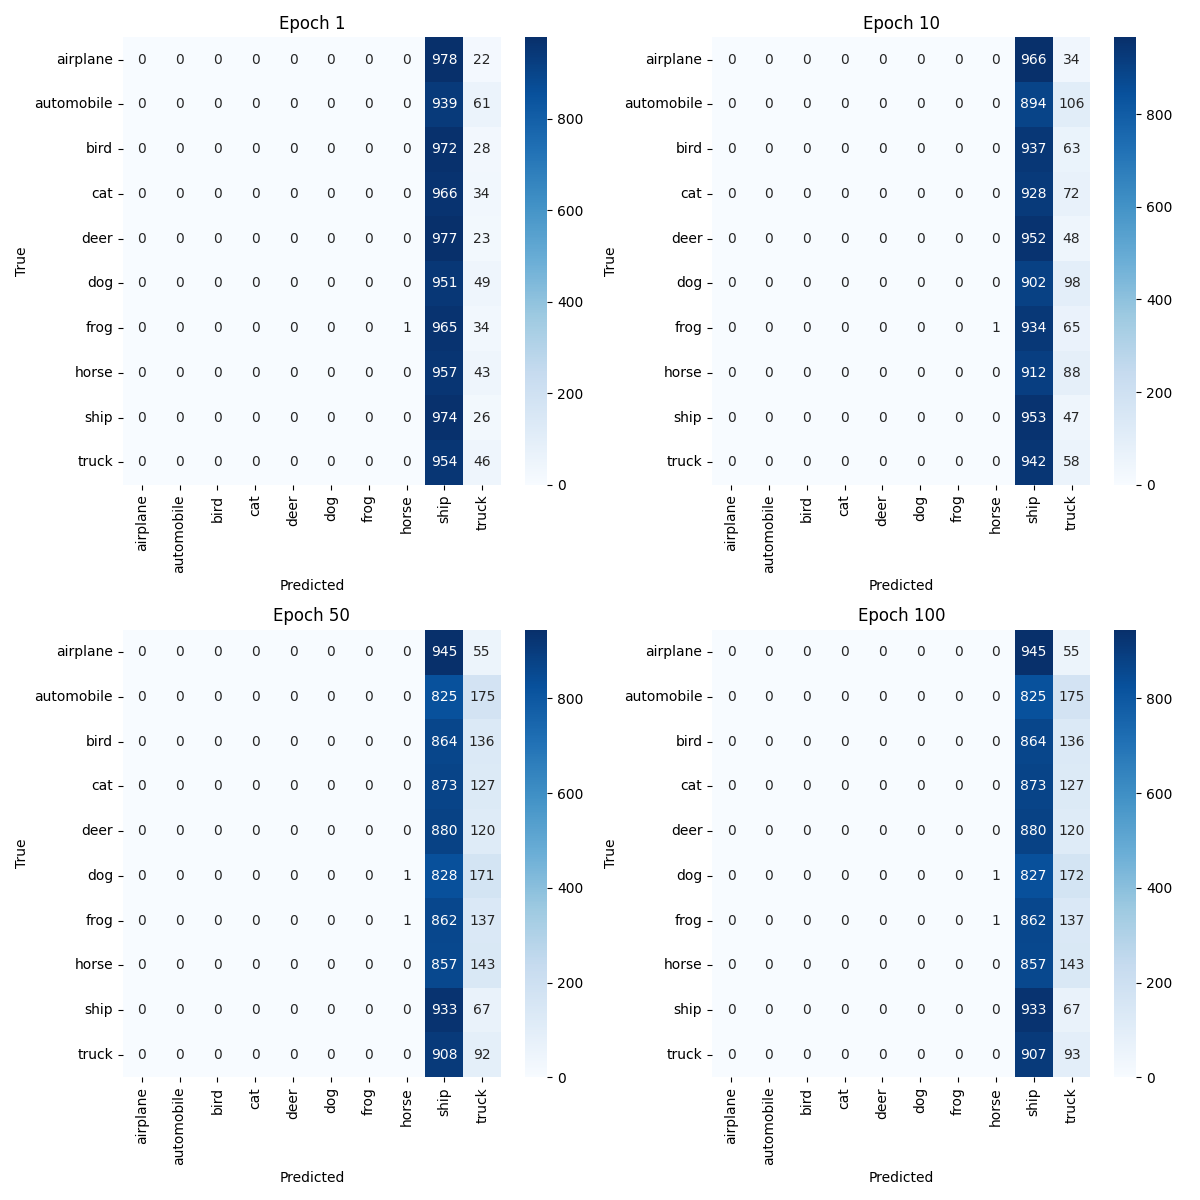 Epoch 1
True
airplane 0 0 0 0 0 0 0 0 978 22
automobile 0 0 0 0 0 0 0 0 939 61
bird 0 0 0 0 0 0 0 0 972 28
cat 0 0 0 0 0 0 0 0 966 34
deer 0 0 0 0 0 0 0 0 977 23
dog 0 0 0 0 0 0 0 0 951 49
frog 0 0 0 0 0 0 0 1 965 34
horse 0 0 0 0 0 0 0 0 957 43
ship 0 0 0 0 0 0 0 0 974 26
truck 0 0 0 0 0 0 0 0 954 46
airplane automobile bird cat deer dog frog horse ship truck
Predicted
800
600
400
200
0
Epoch 10
True
airplane 0 0 0 0 0 0 0 0 966 34
automobile 0 0 0 0 0 0 0 0 894 106
bird 0 0 0 0 0 0 0 0 937 63
cat 0 0 0 0 0 0 0 0 928 72
deer 0 0 0 0 0 0 0 0 952 48
dog 0 0 0 0 0 0 0 0 902 98
frog 0 0 0 0 0 0 0 1 934 65
horse 0 0 0 0 0 0 0 0 912 88
ship 0 0 0 0 0 0 0 0 953 47
truck 0 0 0 0 0 0 0 0 942 58
airplane automobile bird cat deer dog frog horse ship truck
Predicted
800
600
400
200
0
Epoch 50
True
airplane 0 0 0 0 0 0 0 0 945 55
automobile 0 0 0 0 0 0 0 0 825 175
bird 0 0 0 0 0 0 0 0 864 136
cat 0 0 0 0 0 0 0 0 873 127
deer 0 0 0 0 0 0 0 0 880 120
dog 0 0 0 0 0 0 0 1 828 171
frog 0 0 0 0 0 0 0 1 862 137
horse 0 0 0 0 0 0 0 0 857 143
ship 0 0 0 0 0 0 0 0 933 67
truck 0 0 0 0 0 0 0 0 908 92
airplane automobile bird cat deer dog frog horse ship truck
Predicted
800
600
400
200
0
Epoch 100
True
airplane 0 0 0 0 0 0 0 0 945 55
automobile 0 0 0 0 0 0 0 0 825 175
bird 0 0 0 0 0 0 0 0 864 136
cat 0 0 0 0 0 0 0 0 873 127
deer 0 0 0 0 0 0 0 0 880 120
dog 0 0 0 0 0 0 0 1 827 172
frog 0 0 0 0 0 0 0 1 862 137
horse 0 0 0 0 0 0 0 0 857 143
ship 0 0 0 0 0 0 0 0 933 67
truck 0 0 0 0 0 0 0 0 907 93
airplane automobile bird cat deer dog frog horse ship truck
Predicted
800
600
400
200
0